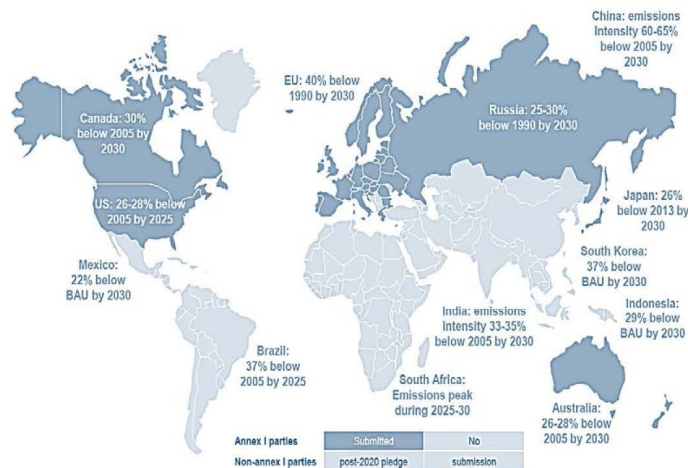 China: emissions
Intensity 60-65%
below 2005 by
2030
EU: 40% below
1990 by 2030
Russia: 25-30%
below 1990 by 2030
Canada: 30%
below 2005 by
2030
US: 26-28% below
2005 by 2025
Japan: 26%
below 2013 by
2030
Mexico:
22% below
BAU by 2030
South Korea:
37% below
BAU by 2030
India: emissions
Intensity 33-35%
below 2005 by 2030
Indonesia:
29% below
BAU by 2030
Brazil:
37% below
2005 by 2025
South Africa:
Emissions peak
during 2025-30
Australia:
26-28% below
2005 by 2030
Annex I parties Submitted No
Non-annex I parties post-2020 pledge submission